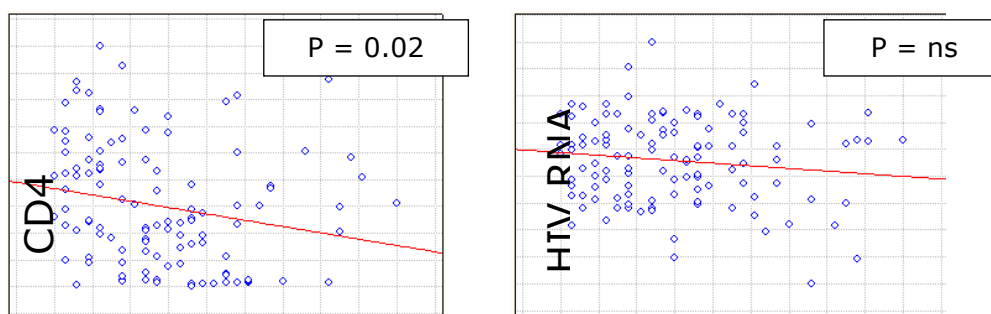 P = 0.02
CD4
P = ns
HIV RNA